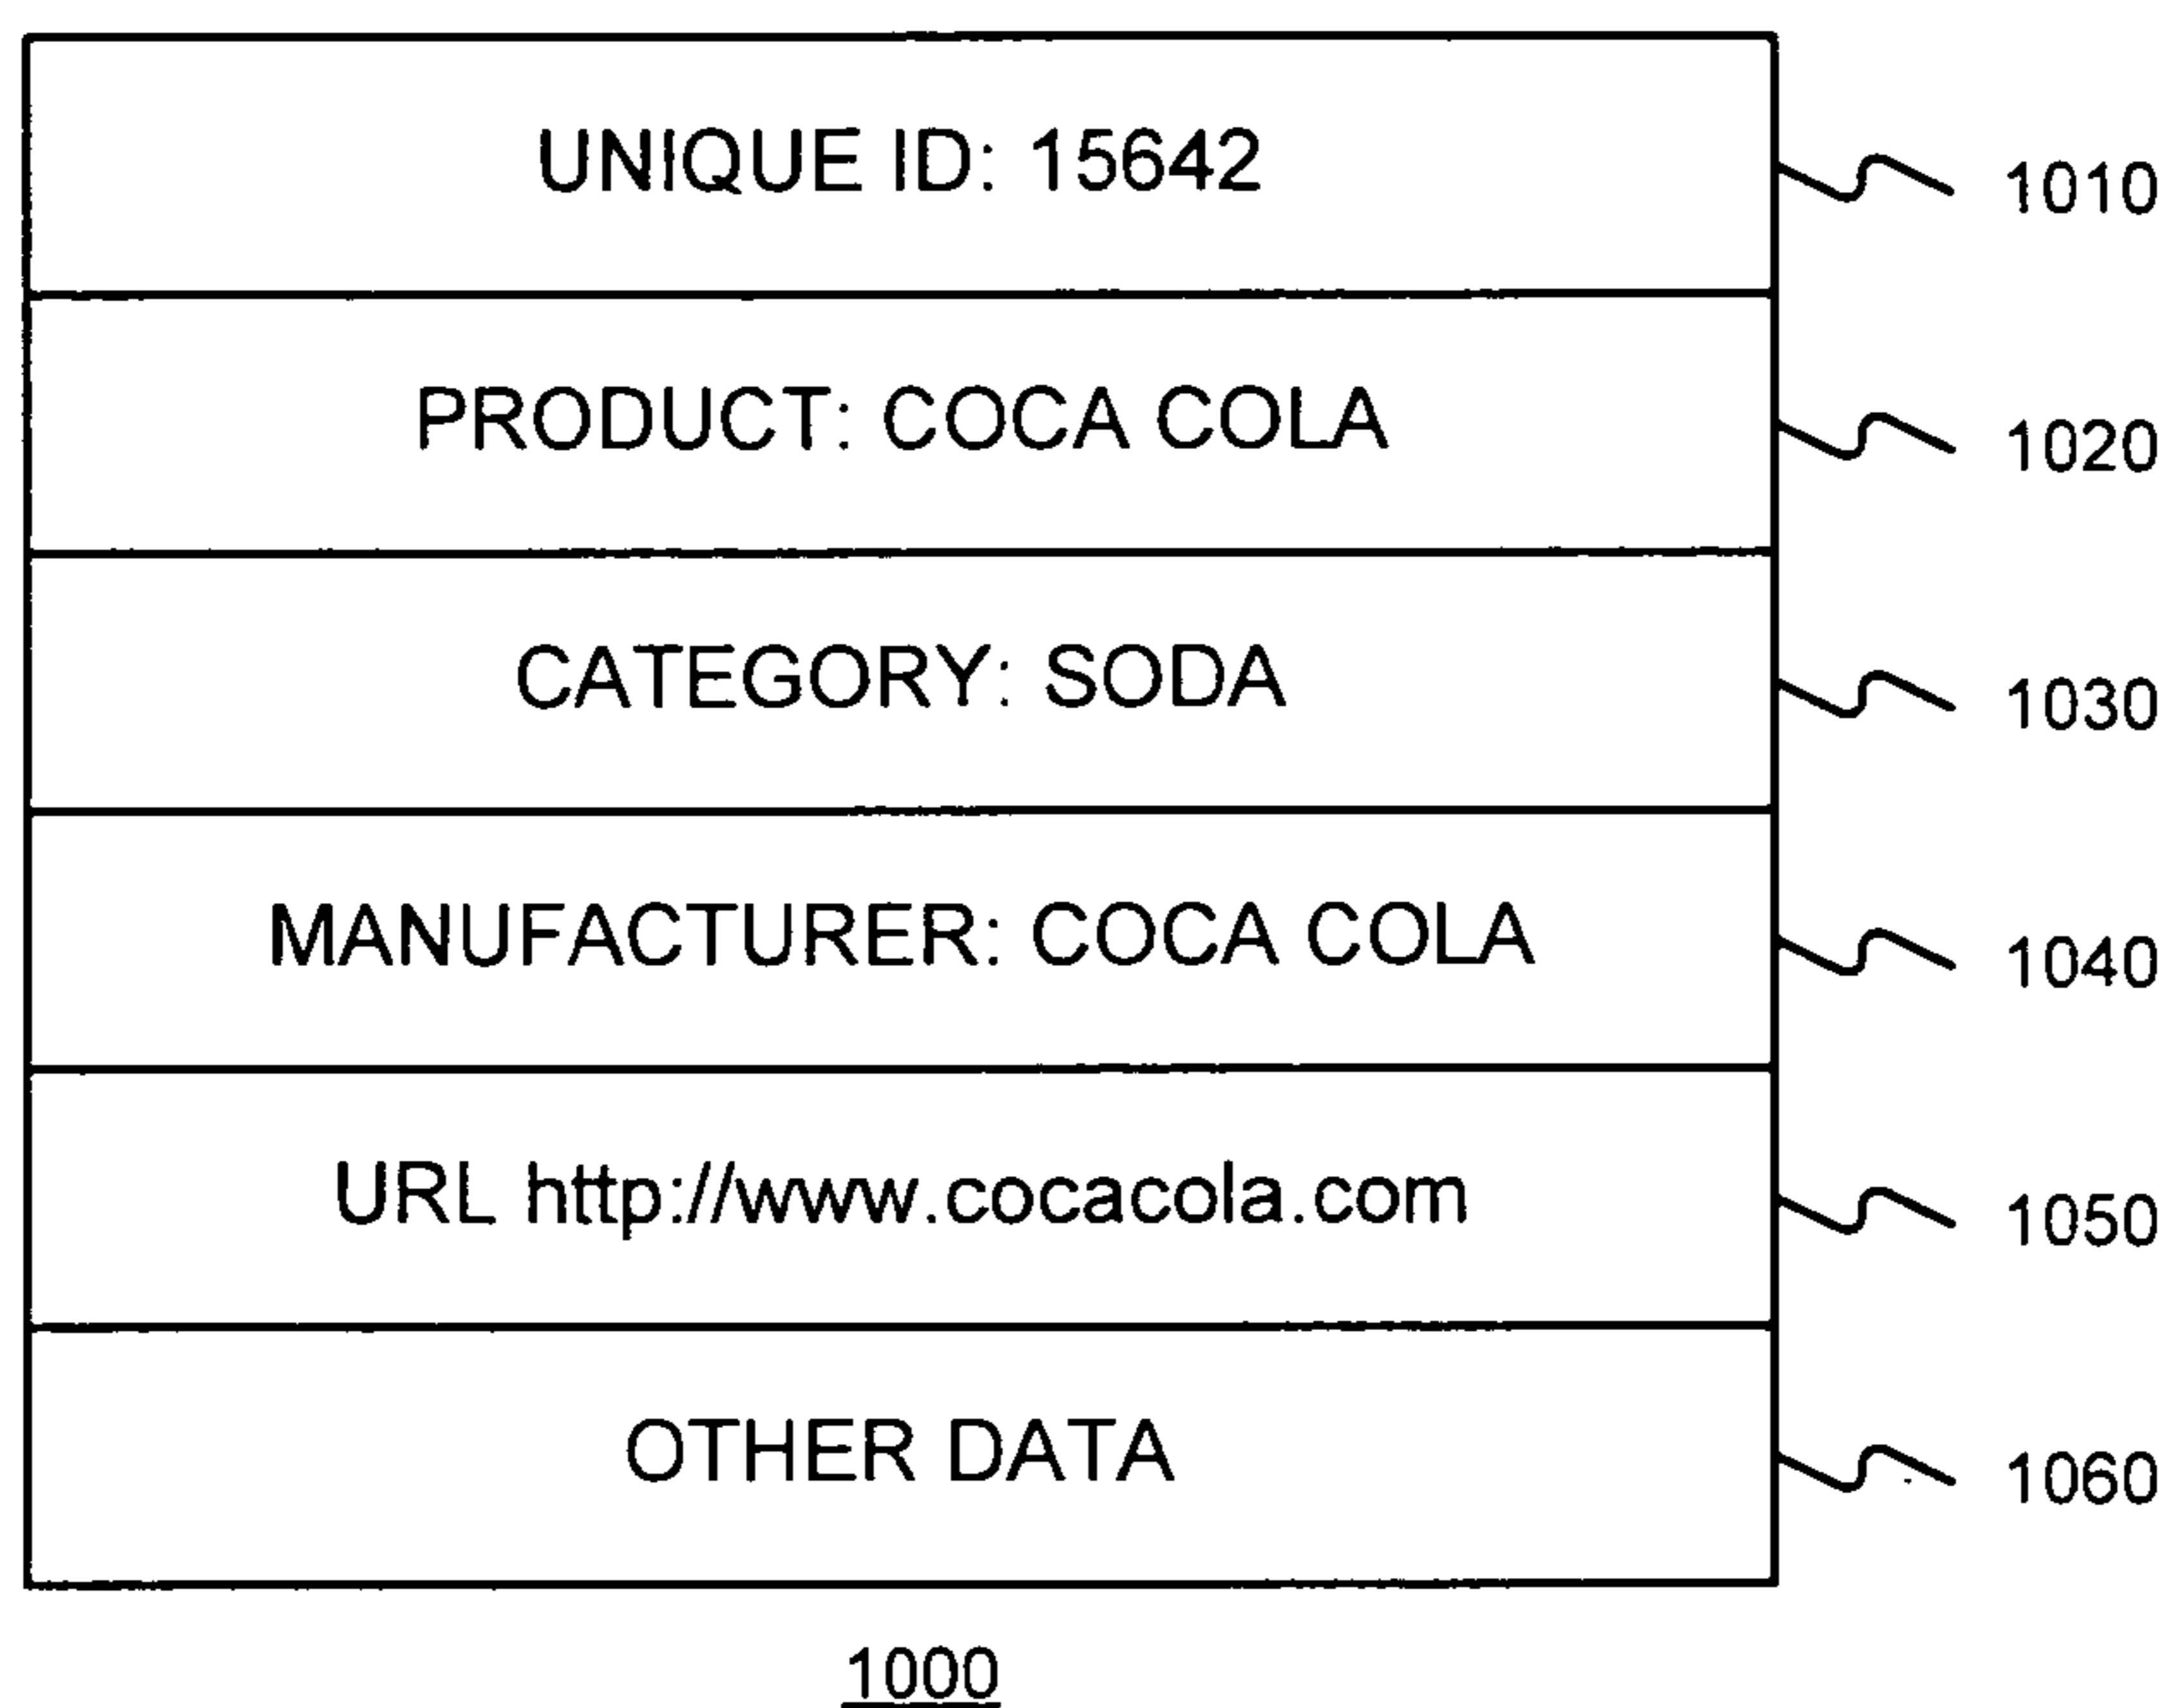 UNIQUE ID: 15642 1010
PRODUCT: COCA COLA 1020
CATEGORY: SODA 1030
MANUFACTURER: COCA COLA 1040
URL http://www.cocacola.com 1050
OTHER DATA 1060
1000